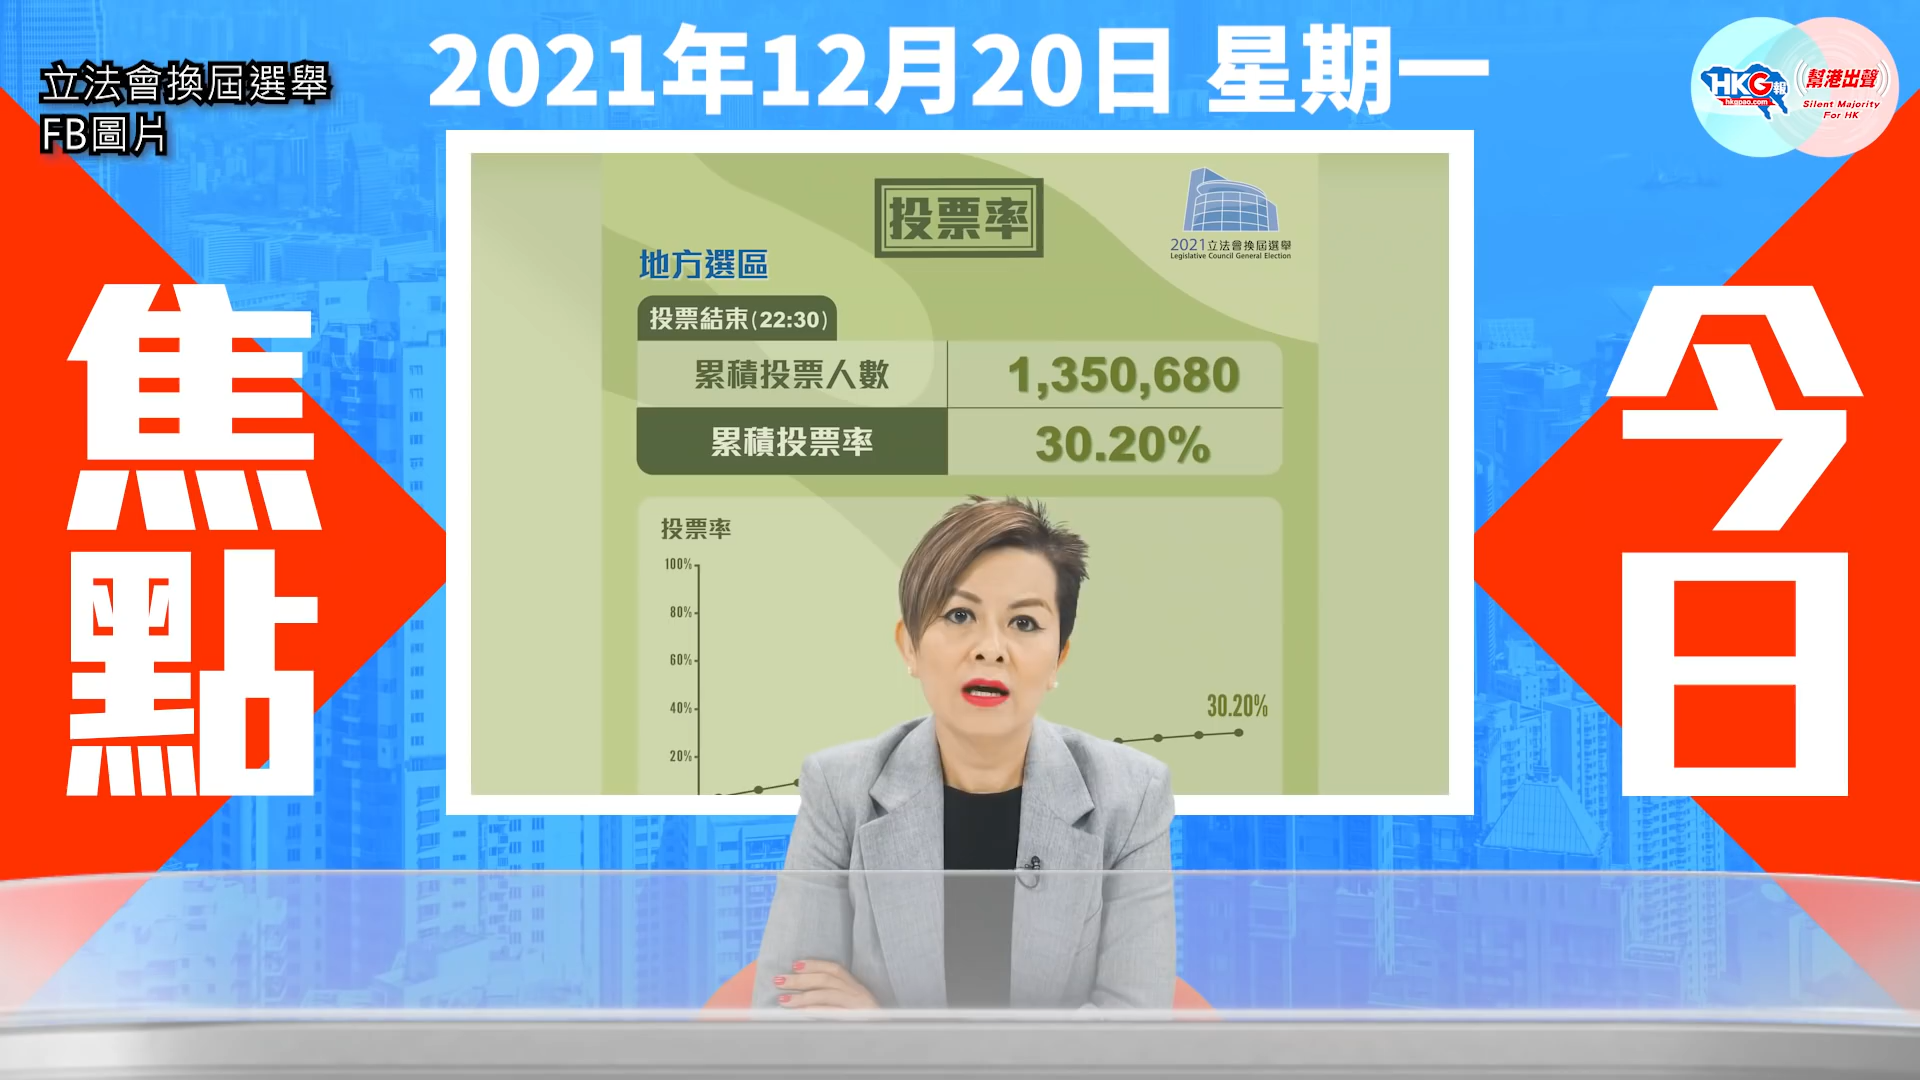 2021年12月20日 星期一
立法會換屆選舉
FB圖片
HKG報
hkgpao.com
幫港出聲
Silent Majority
For HK
焦點
今日
投票率
2021立法會換屆選舉
Legislative Council General Election
地方選區
投票結束(22:30)
累積投票人數 1,350,680
累積投票率 30.20%
投票率
100%
80%
60%
40%
20%
30.20%